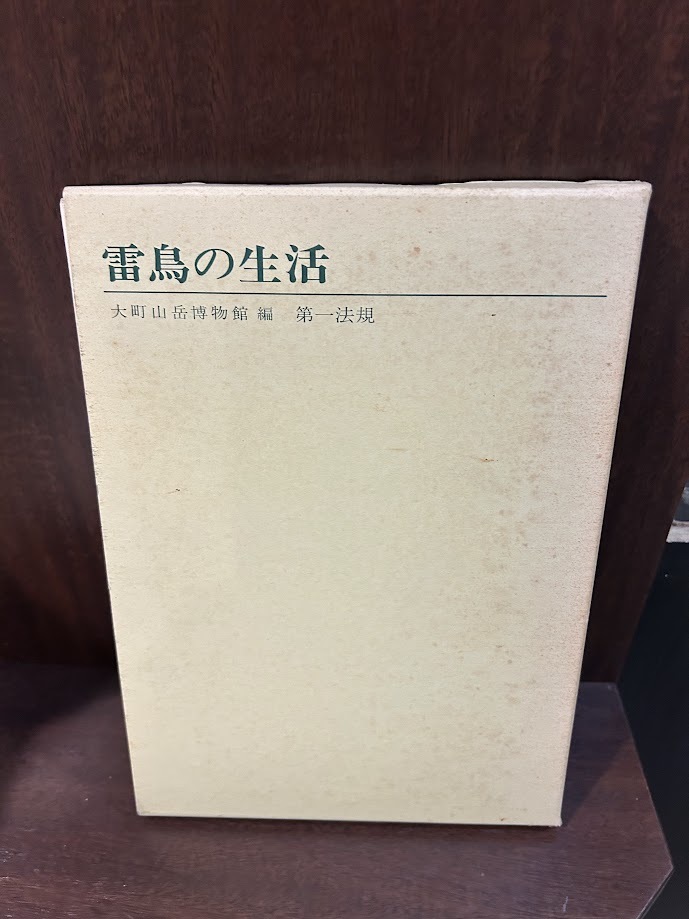 雷鳥の生活
大町山岳博物館 編 第一法規